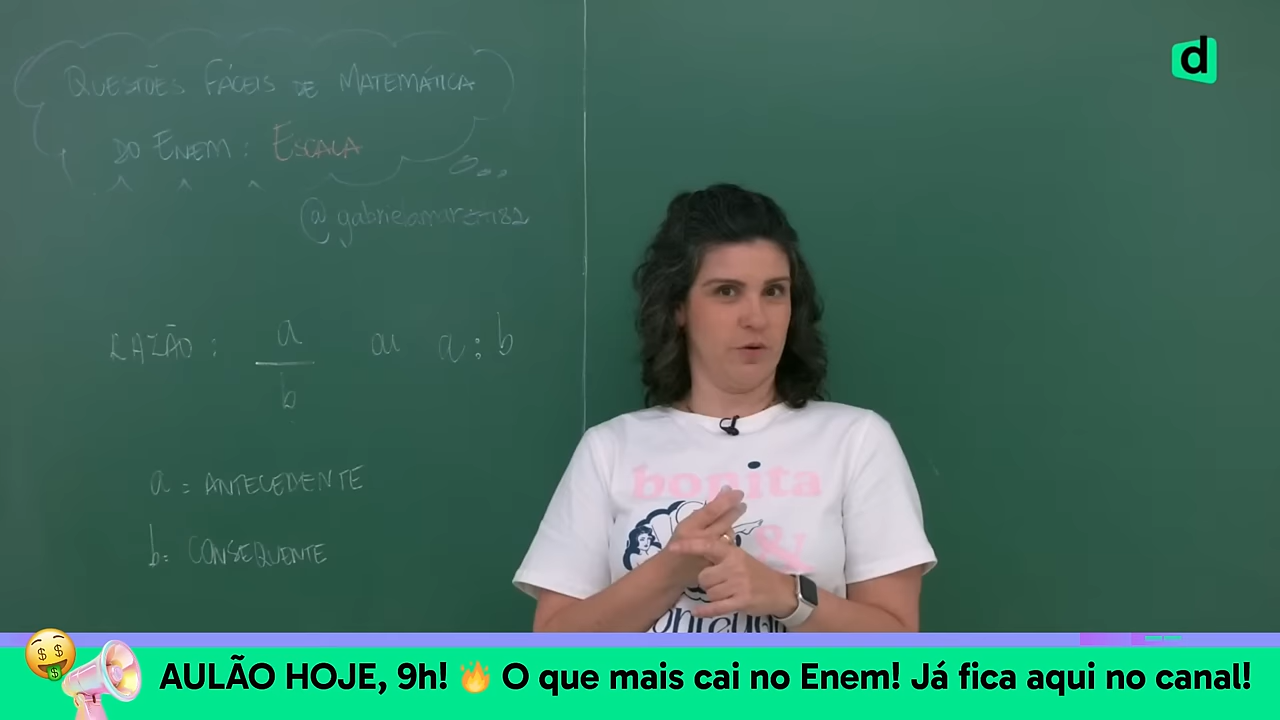 QUESTÕES FÁCEIS DE MATEMÁTICA
DO ENEM: ESCALA
RAZÃO: a/b ou a:b
a = ANTECEDENTE
b = CONSEQUENTE
d
bonita
&
AULÃO HOJE, 9h! 🔥 O que mais cai no Enem! Já fica aqui no canal!